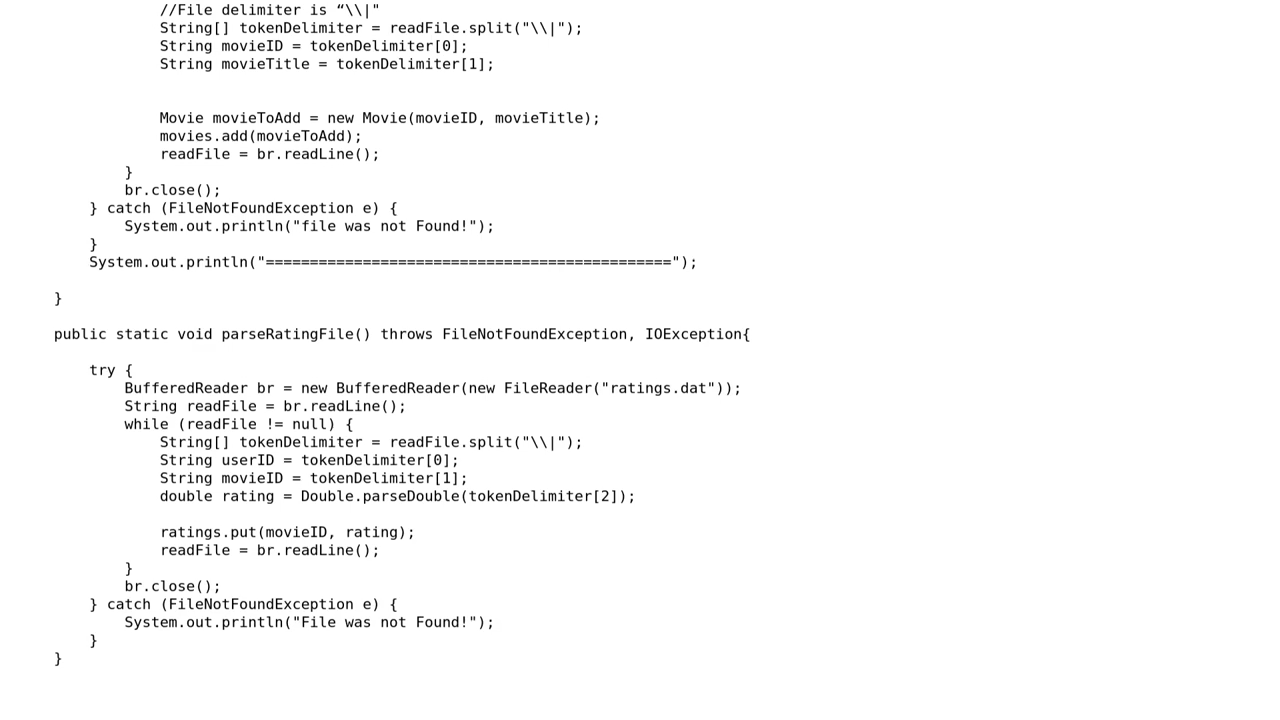 //File delimiter is “\\|"
String[] tokenDelimiter = readFile.split("\\|");
String movieID = tokenDelimiter[0];
String movieTitle = tokenDelimiter[1];
Movie movieToAdd = new Movie(movieID, movieTitle);
movies.add(movieToAdd);
readFile = br.readLine();
}
br.close();
} catch (FileNotFoundException e) {
System.out.println("file was not Found!");
}
System.out.println("==============================================");
}
public static void parseRatingFile() throws FileNotFoundException, IOException{
try {
BufferedReader br = new BufferedReader(new FileReader("ratings.dat"));
String readFile = br.readLine();
while (readFile != null) {
String[] tokenDelimiter = readFile.split("\\|");
String userID = tokenDelimiter[0];
String movieID = tokenDelimiter[1];
double rating = Double.parseDouble(tokenDelimiter[2]);
ratings.put(movieID, rating);
readFile = br.readLine();
}
br.close();
} catch (FileNotFoundException e) {
System.out.println("File was not Found!");
}
}